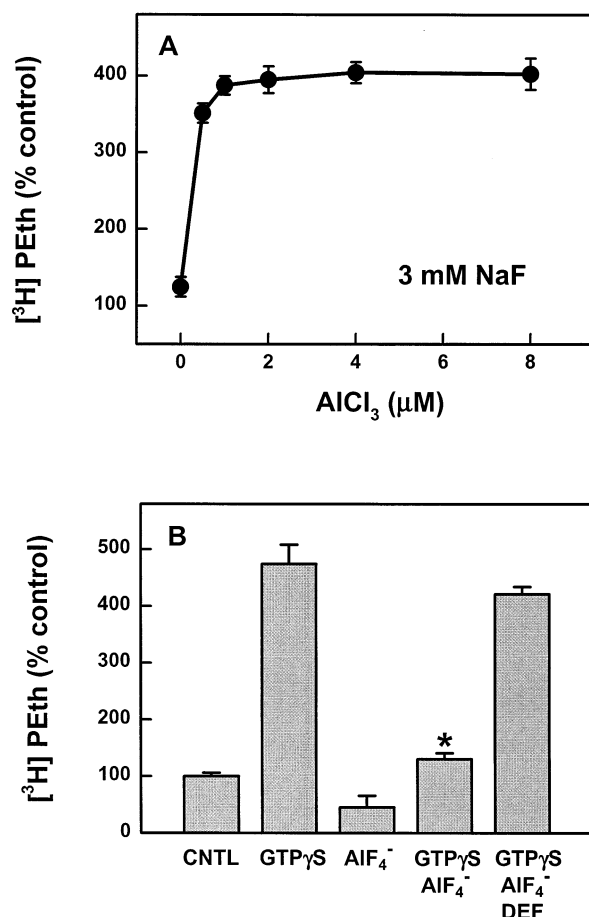 A
[³H] PEth (% control)
400
300
200
100
3 mM NaF
0
2
4
6
8
AlCl₃ (μM)
B
[³H] PEth (% control)
500
400
300
200
100
0
*
CNTL
GTPγS
AlF₄⁻
GTPγS
AlF₄⁻
GTPγS
AlF₄⁻
DEF